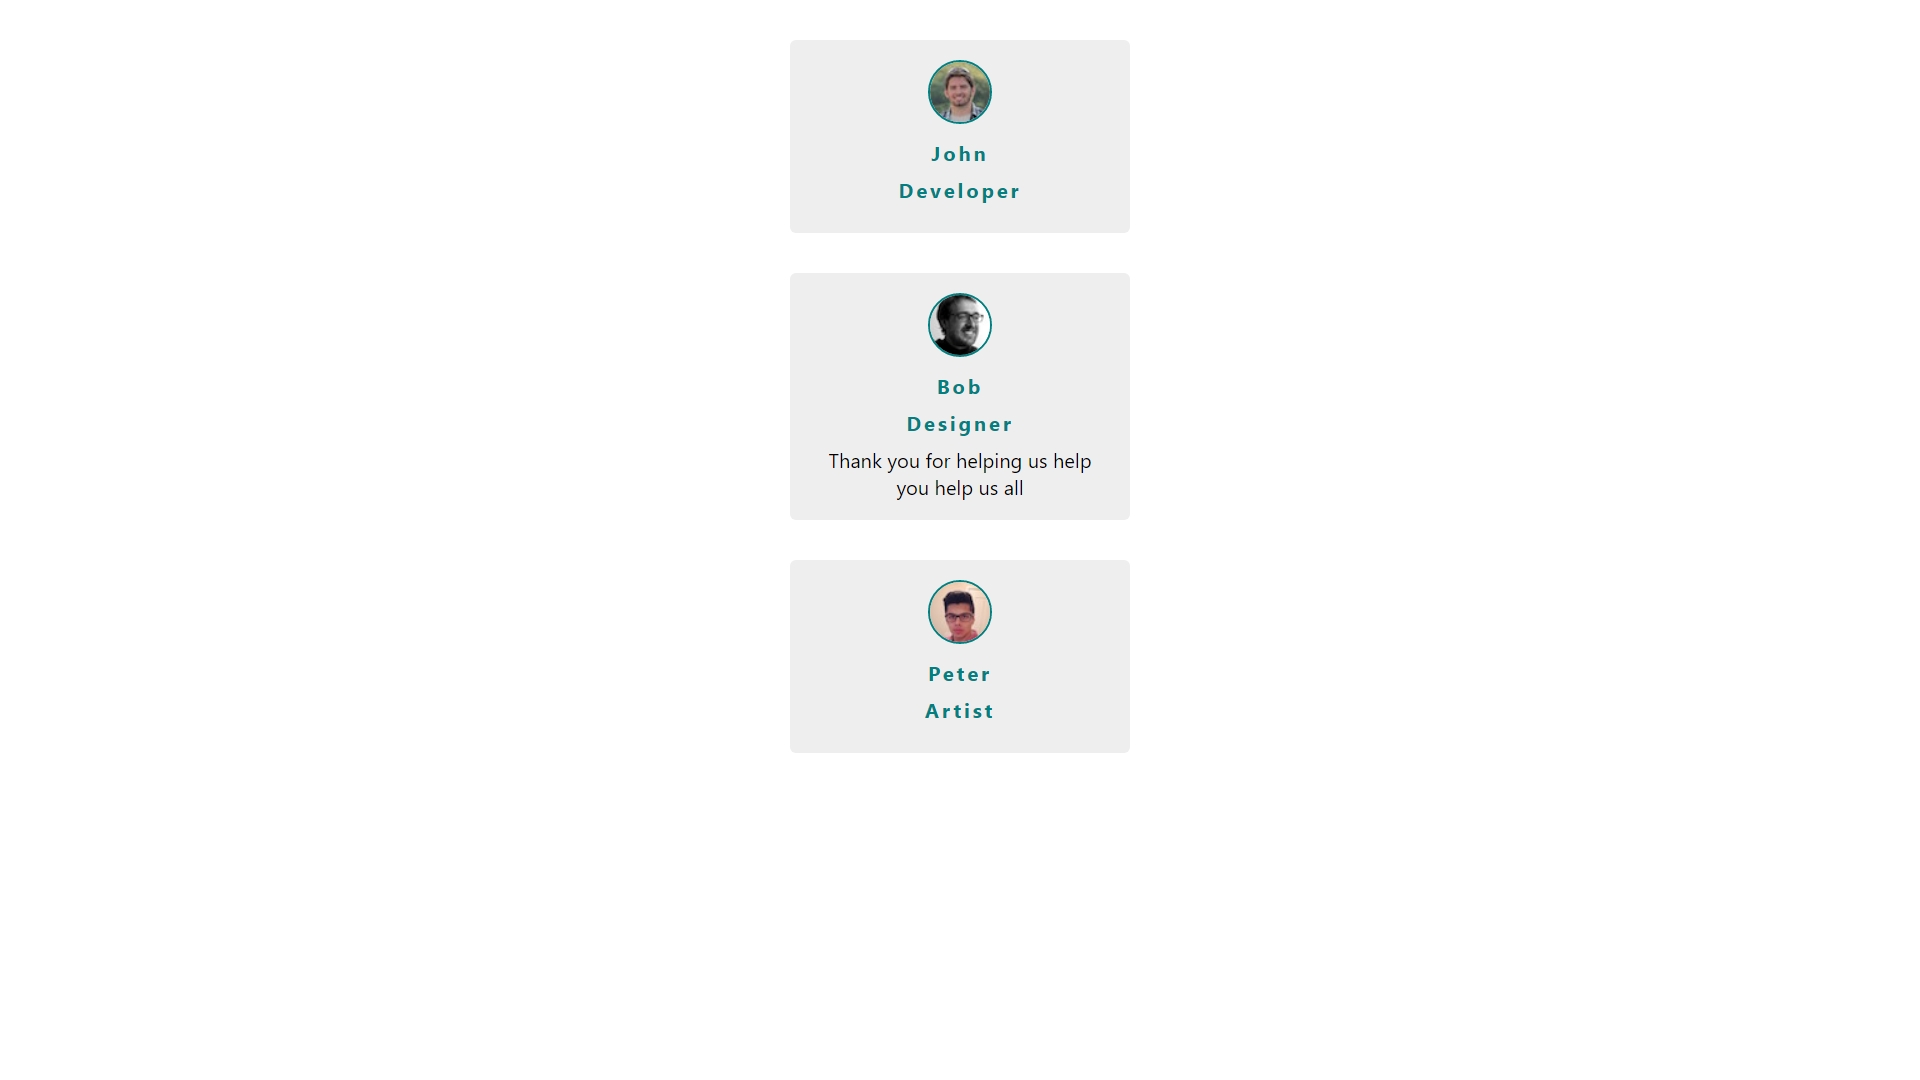 John
Developer
Bob
Designer
Thank you for helping us help
you help us all
Peter
Artist